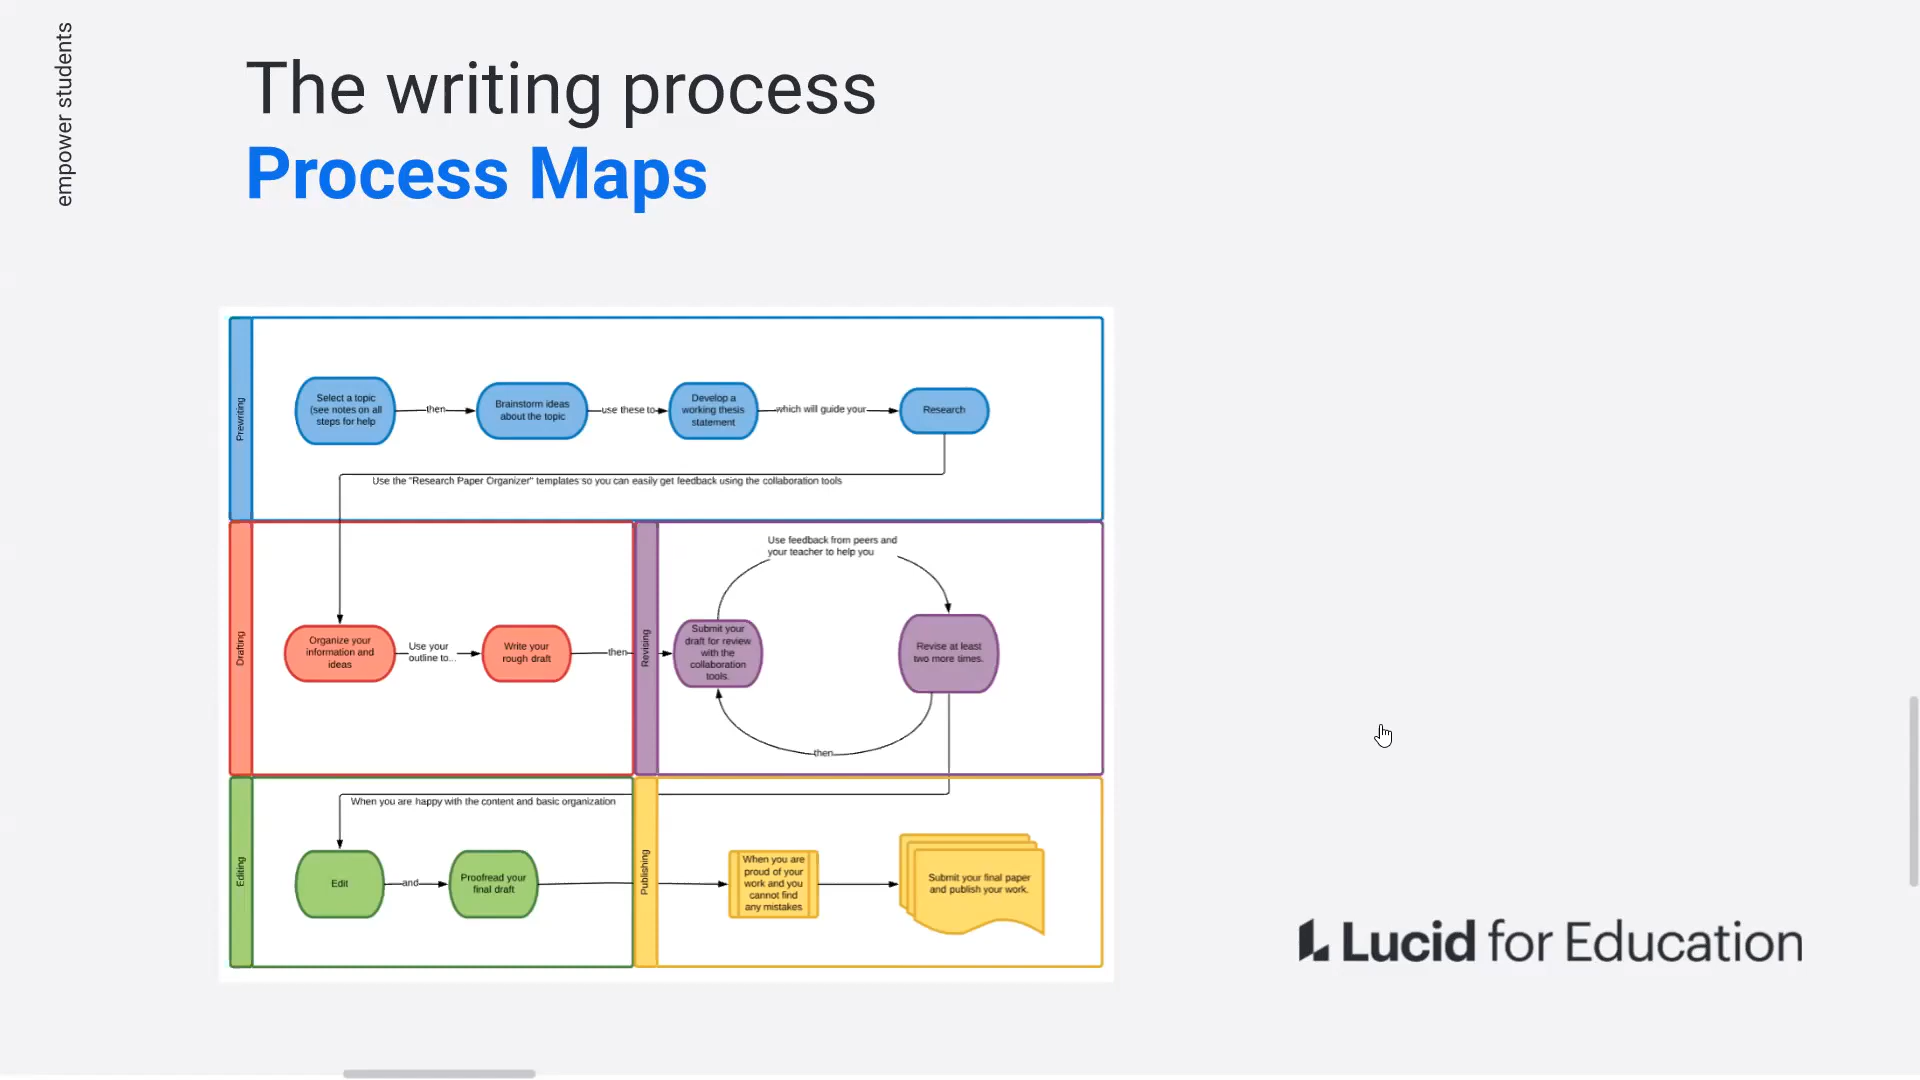 empower students
The writing process
Process Maps
Prewriting
Select a topic
(see notes on all
steps for help
then
Brainstorm ideas
about the topic
use these to
Develop a
working thesis
statement
which will guide your
Research
Use the "Research Paper Organizer" templates so you can easily get feedback using the collaboration tools
Drafting
Organize your
information and
ideas
Use your
outline to...
Write your
rough draft
then
Revising
Use feedback from peers and
your teacher to help you
Submit your
draft for review
with the
collaboration
tools.
Revise at least
two more times.
then
Editing
When you are happy with the content and basic organization
Edit
and
Proofread your
final draft
Publishing
When you are
proud of your
work and you
cannot find
any mistakes
Submit your final paper
and publish your work.
Lucid for Education